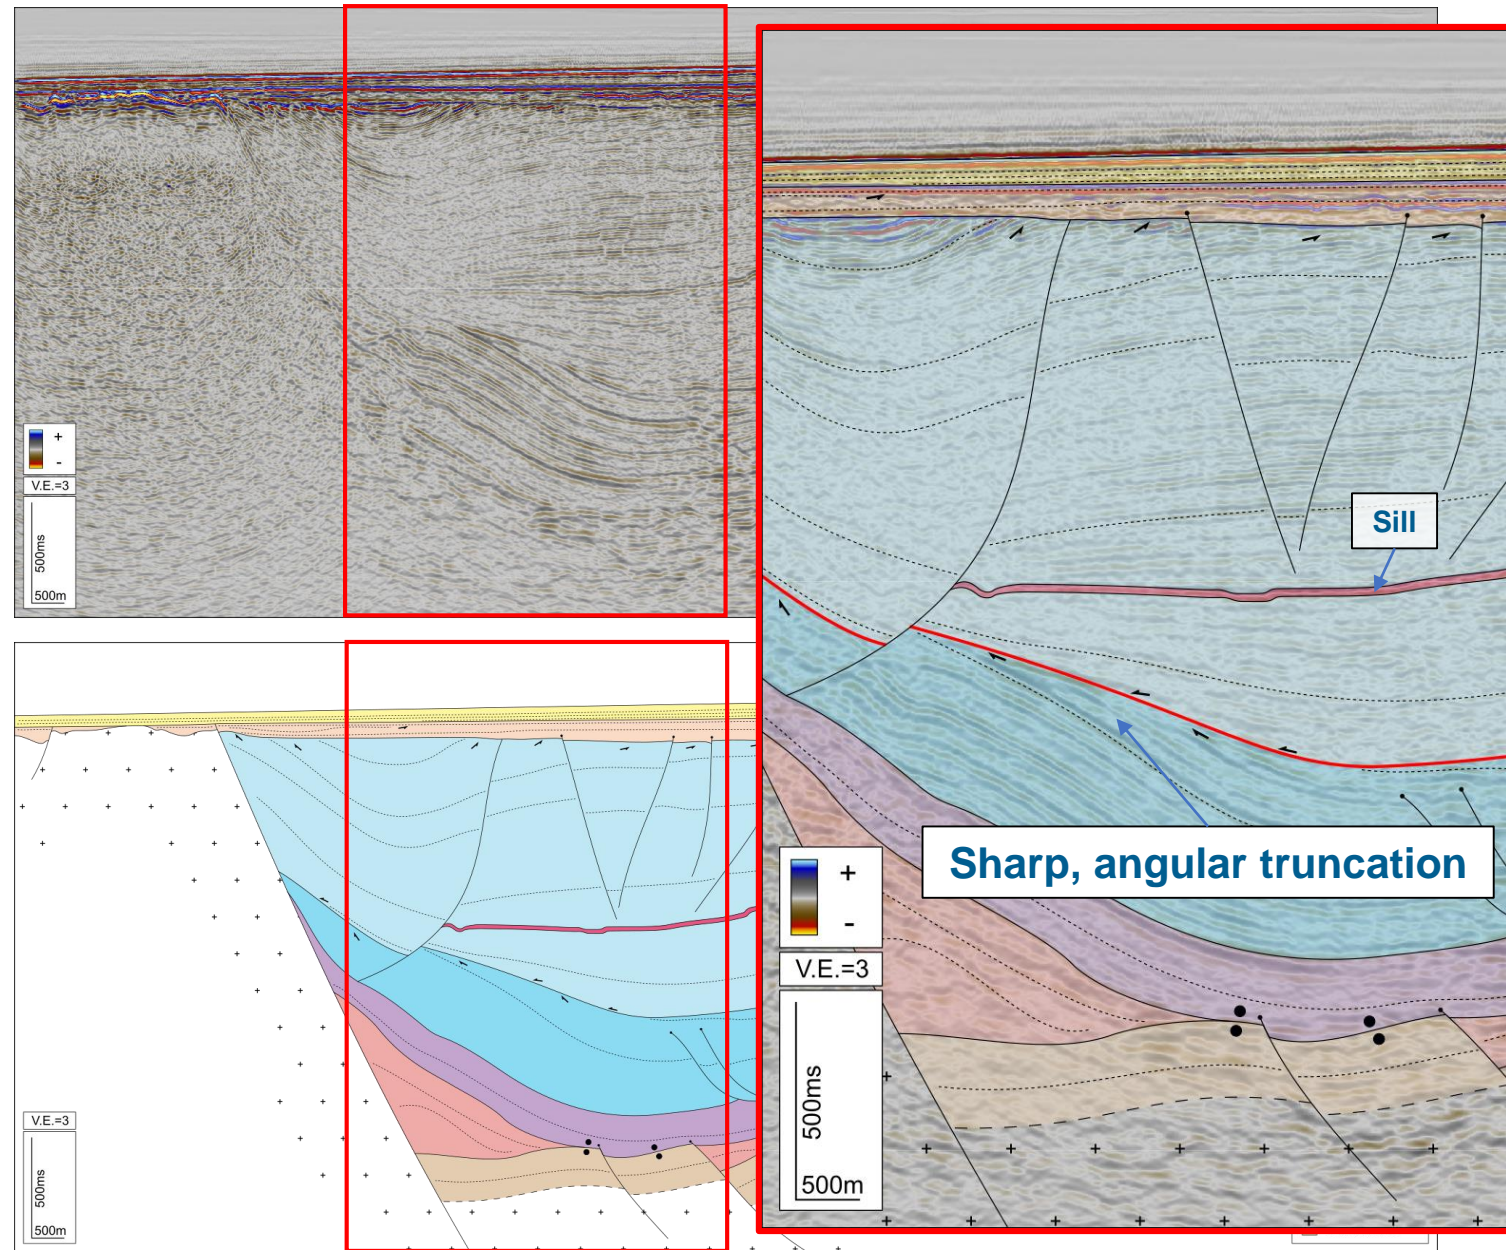 +
-
V.E.=3
500ms
500m
V.E.=3
500ms
500m
Sill
Sharp, angular truncation
+
-
V.E.=3
500ms
500m